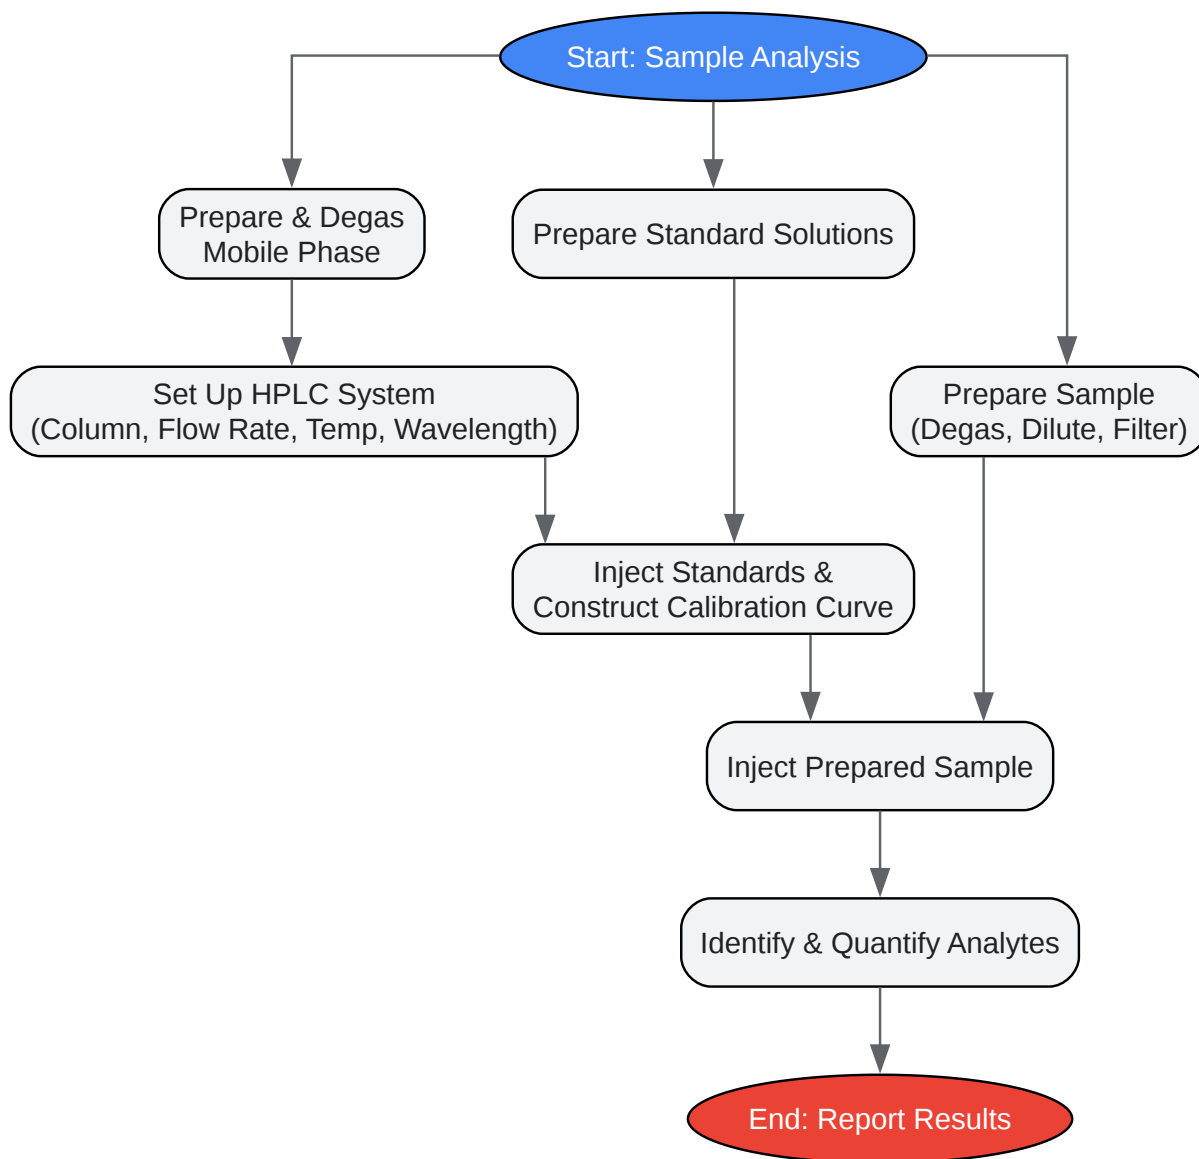 Start: Sample Analysis
Prepare & Degas
Mobile Phase
Prepare Standard Solutions
Set Up HPLC System
(Column, Flow Rate, Temp, Wavelength)
Prepare Sample
(Degas, Dilute, Filter)
Inject Standards &
Construct Calibration Curve
Inject Prepared Sample
Identify & Quantify Analytes
End: Report Results